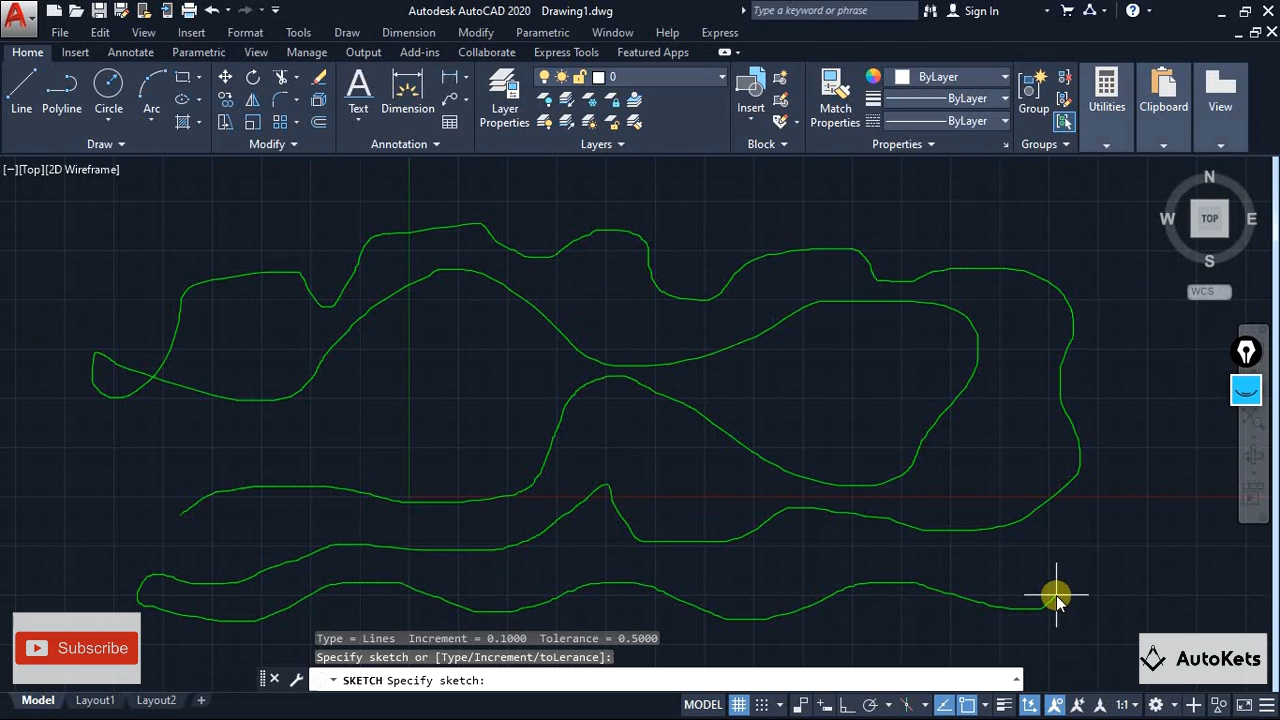 Autodesk AutoCAD 2020 Drawing1.dwg
Type a keyword or phrase
Sign In
File Edit View Insert Format Tools Draw Dimension Modify Parametric Window Help Express
Home Insert Annotate Parametric View Manage Output Add-ins Collaborate Express Tools Featured Apps
Line Polyline Circle Arc
Text Dimension
Layer Properties
0
Insert
Match Properties
ByLayer
ByLayer
ByLayer
Group
Utilities
Clipboard
View
Draw Modify Annotation Layers Block Properties Groups
[−][Top][2D Wireframe]
N
W TOP E
S
WCS
Type = Lines Increment = 0.1000 Tolerance = 0.5000
Specify sketch or [Type/Increment/toLerance]:
SKETCH Specify sketch:
Subscribe
AutoKets
Model Layout1 Layout2 +
MODEL
1:1